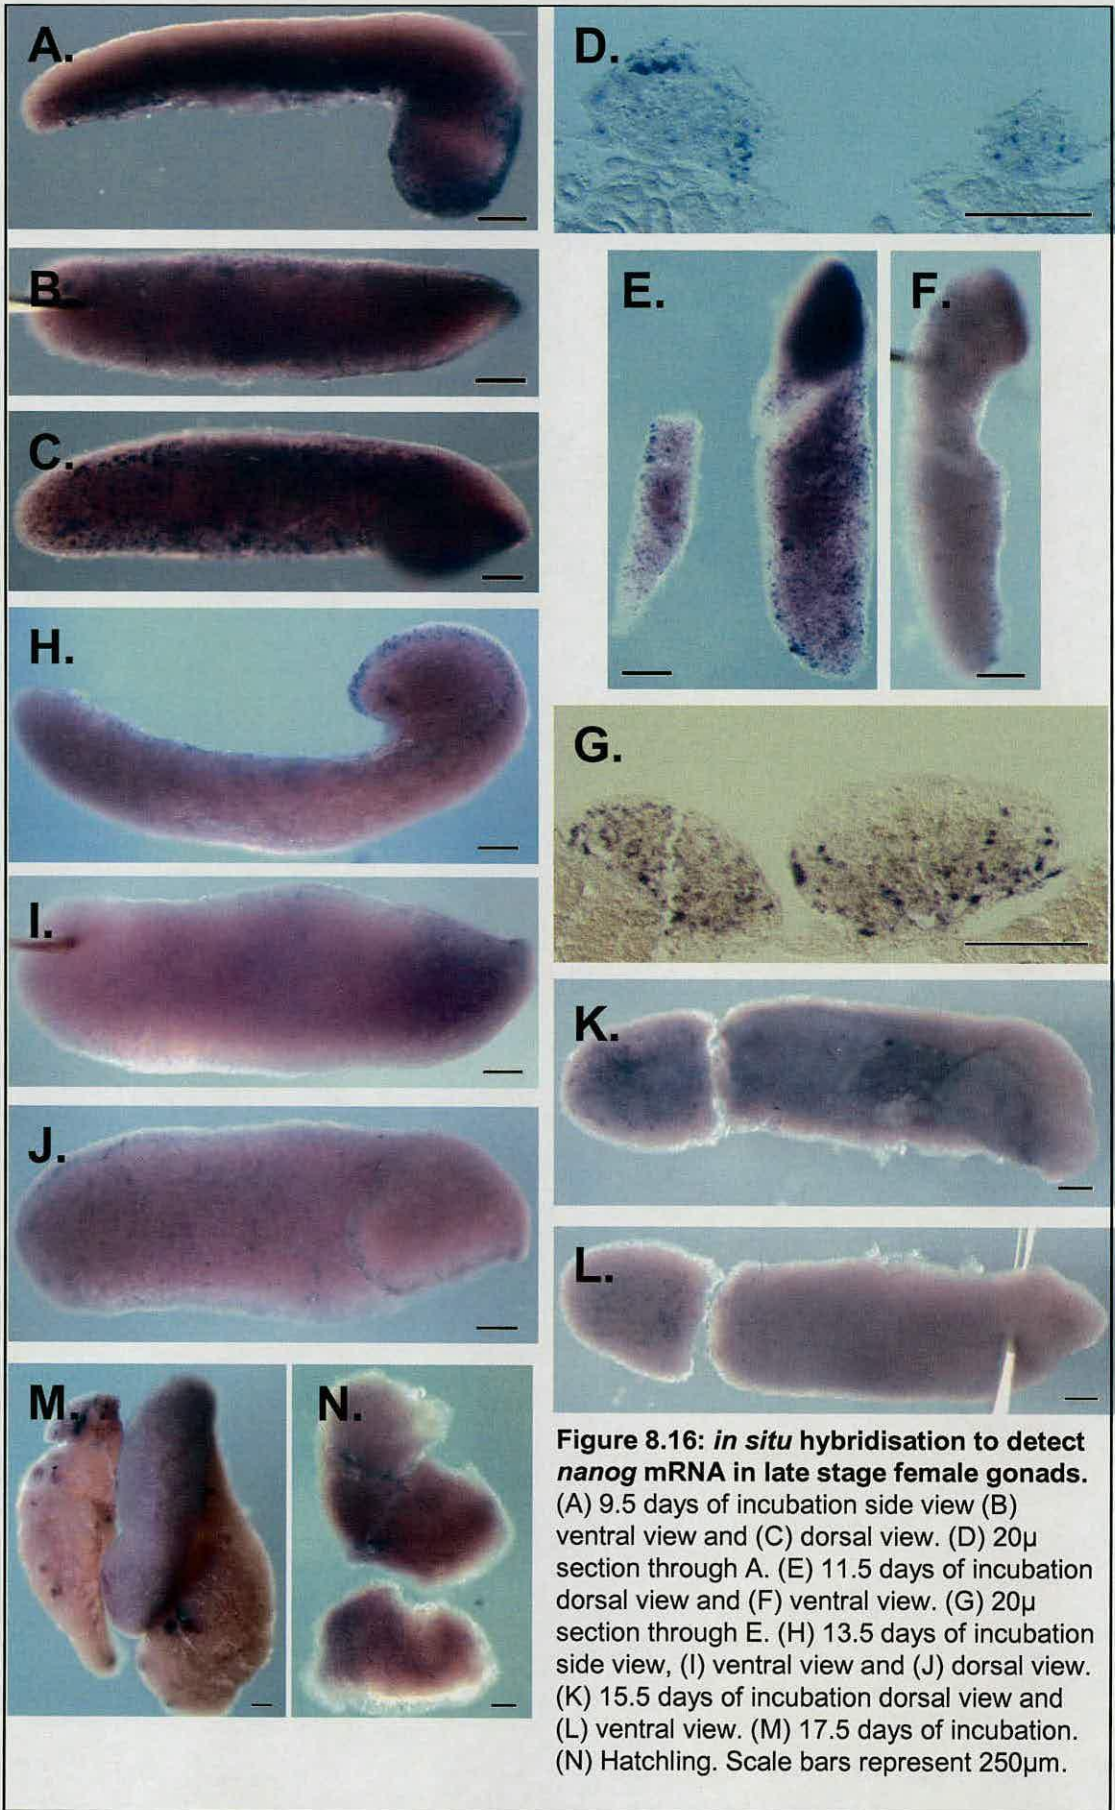 A.
D.
B
E.
F.
C.
H.
G.
I.
K.
J.
L.
M.
N.
Figure 8.16: in situ hybridisation to detect
nanog mRNA in late stage female gonads.
(A) 9.5 days of incubation side view (B)
ventral view and (C) dorsal view. (D) 20µ
section through A. (E) 11.5 days of incubation
dorsal view and (F) ventral view. (G) 20µ
section through E. (H) 13.5 days of incubation
side view, (I) ventral view and (J) dorsal view.
(K) 15.5 days of incubation dorsal view and
(L) ventral view. (M) 17.5 days of incubation.
(N) Hatchling. Scale bars represent 250µm.